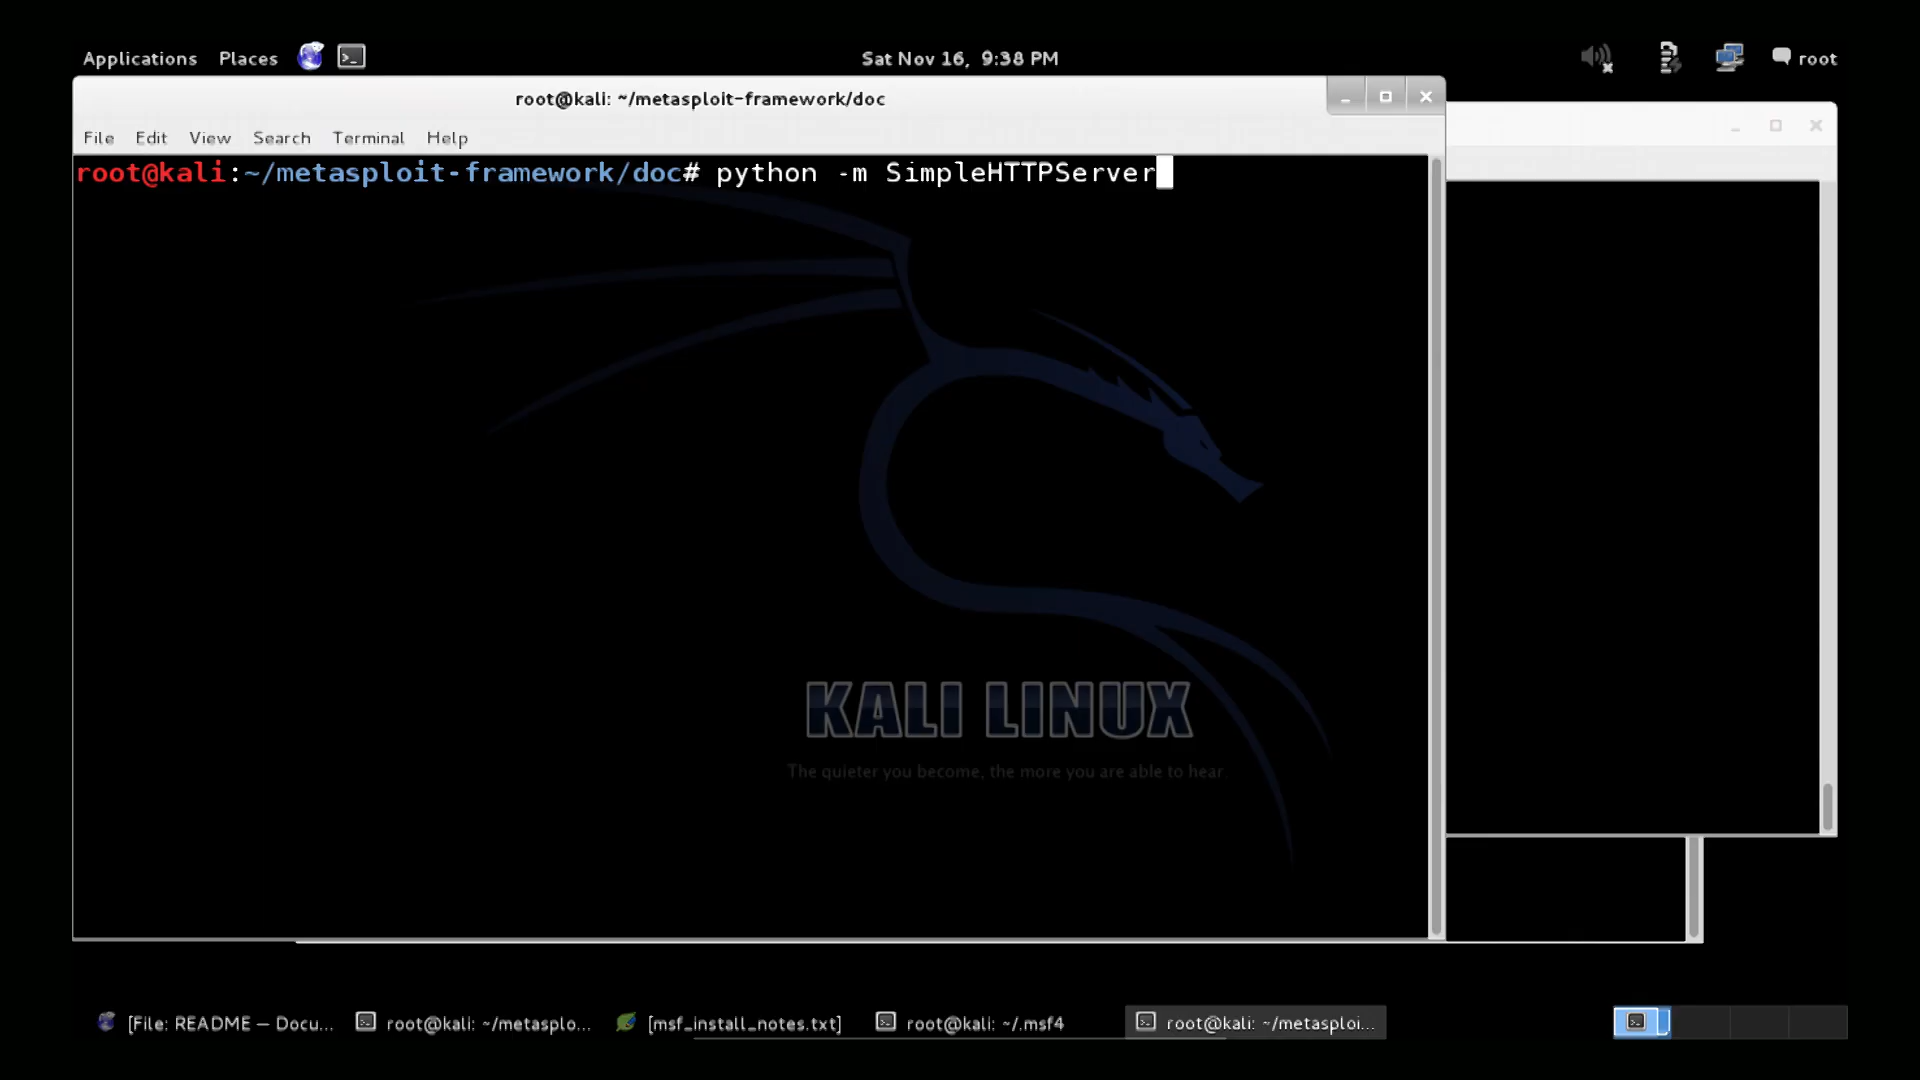 Applications Places Sat Nov 16, 9:38 PM root
root@kali: ~/metasploit-framework/doc
File Edit View Search Terminal Help
root@kali:~/metasploit-framework/doc# python -m SimpleHTTPServer
KALI LINUX
The quieter you become, the more you are able to hear.
[File: README — Docu... root@kali: ~/metasplo... [msf_install_notes.txt] root@kali: ~/.msf4 root@kali: ~/metasploi...